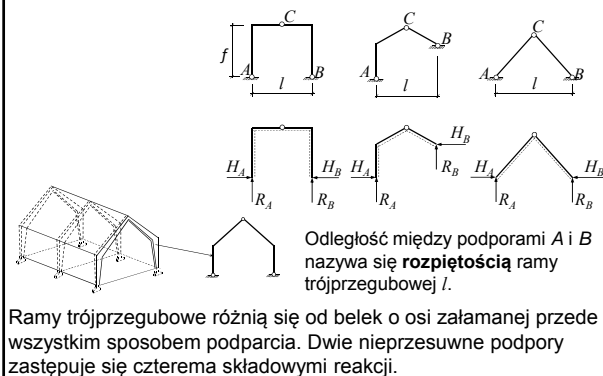 C
f
A
B
l
C
B
A
l
C
A
B
l
H_A
H_B
R_A
R_B
H_A
H_B
R_A
R_B
H_A
H_B
R_A
R_B
Odległość między podporami A i B
nazywa się rozpiętością ramy
trójprzegubowej l.
Ramy trójprzegubowe różnią się od belek o osi załamanej przede
wszystkim sposobem podparcia. Dwie nieprzesuwne podpory
zastępuje się czterema składowymi reakcji.